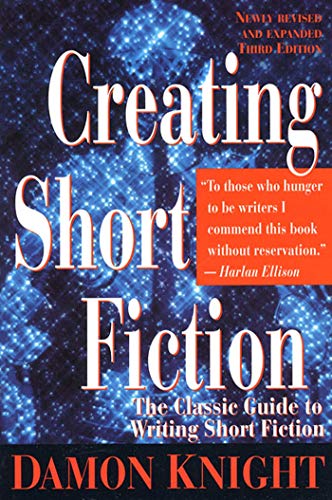 NEWLY REVISED
AND EXPANDED
THIRD EDITION
Creating
Short
Fiction
“To those who hunger
to be writers I
commend this book
without reservation.”
— Harlan Ellison
The Classic Guide to
Writing Short Fiction
DAMON KNIGHT